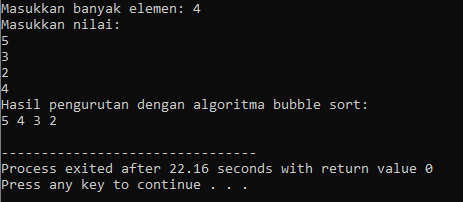 Masukkan banyak elemen: 4
Masukkan nilai:
5
3
2
4
Hasil pengurutan dengan algoritma bubble sort:
5 4 3 2
--------------------------------
Process exited after 22.16 seconds with return value 0
Press any key to continue . . .